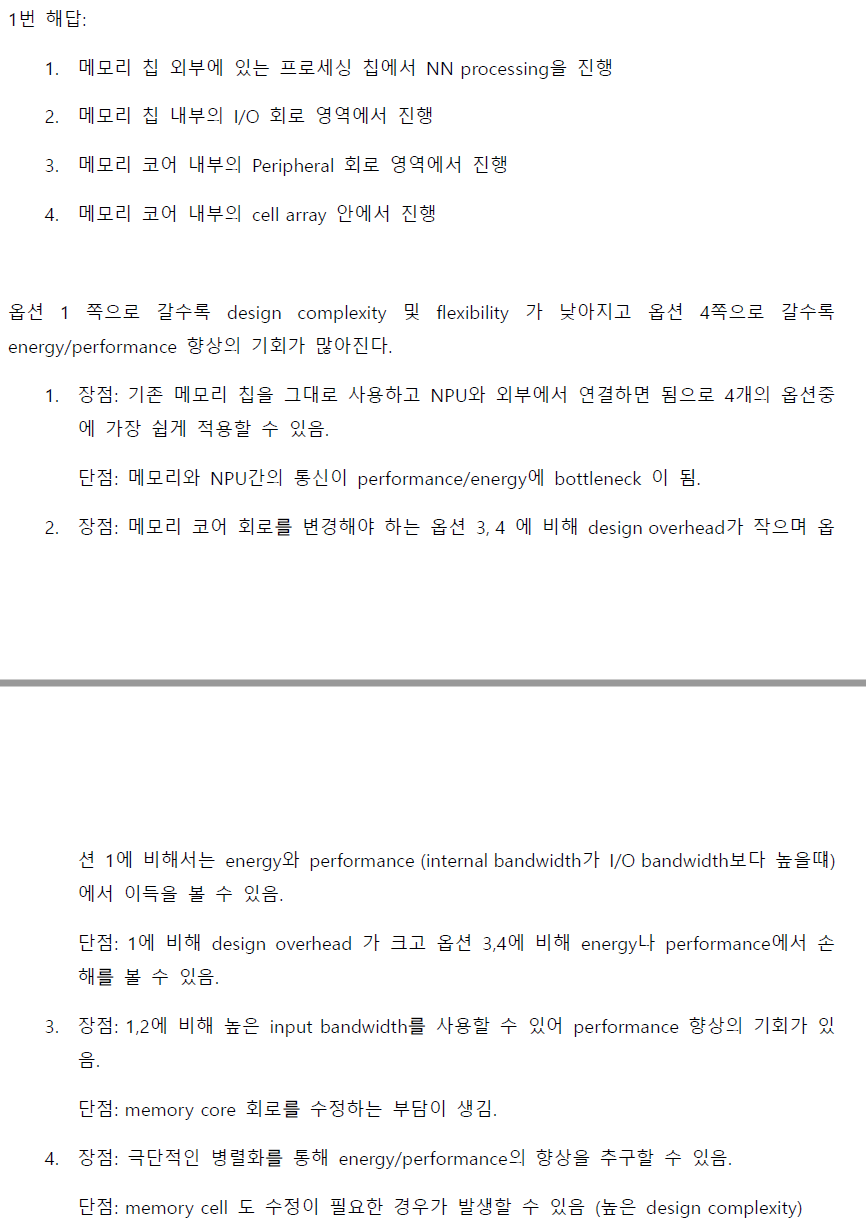 1번 해답:
1. 메모리 칩 외부에 있는 프로세싱 칩에서 NN processing을 진행
2. 메모리 칩 내부의 I/O 회로 영역에서 진행
3. 메모리 코어 내부의 Peripheral 회로 영역에서 진행
4. 메모리 코어 내부의 cell array 안에서 진행
옵션 1 쪽으로 갈수록 design complexity 및 flexibility 가 낮아지고 옵션 4쪽으로 갈수록
energy/performance 향상의 기회가 많아진다.
1. 장점: 기존 메모리 칩을 그대로 사용하고 NPU와 외부에서 연결하면 됨으로 4개의 옵션중
에 가장 쉽게 적용할 수 있음.
단점: 메모리와 NPU간의 통신이 performance/energy에 bottleneck 이 됨.
2. 장점: 메모리 코어 회로를 변경해야 하는 옵션 3, 4 에 비해 design overhead가 작으며 옵
션 1에 비해서는 energy와 performance (internal bandwidth가 I/O bandwidth보다 높을떄)
에서 이득을 볼 수 있음.
단점: 1에 비해 design overhead 가 크고 옵션 3,4에 비해 energy나 performance에서 손
해를 볼 수 있음.
3. 장점: 1,2에 비해 높은 input bandwidth를 사용할 수 있어 performance 향상의 기회가 있
음.
단점: memory core 회로를 수정하는 부담이 생김.
4. 장점: 극단적인 병렬화를 통해 energy/performance의 향상을 추구할 수 있음.
단점: memory cell 도 수정이 필요한 경우가 발생할 수 있음 (높은 design complexity)